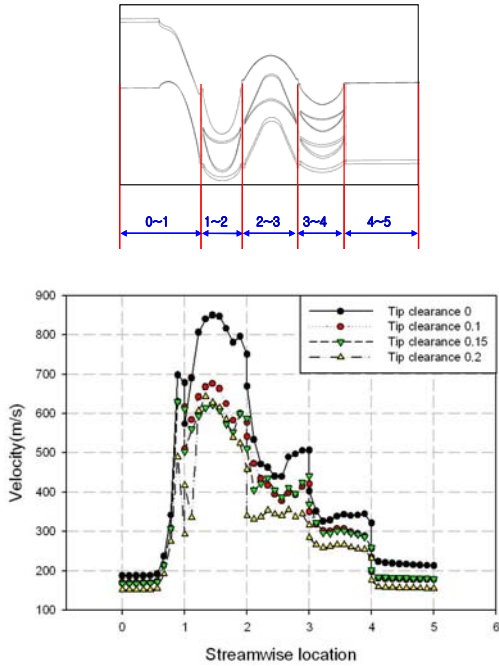 0~1 1~2 2~3 3~4 4~5
900
800
700
600
500
400
300
200
100
Velocity(m/s)
Tip clearance 0
Tip clearance 0.1
Tip clearance 0.15
Tip clearance 0.2
0 1 2 3 4 5 6
Streamwise location